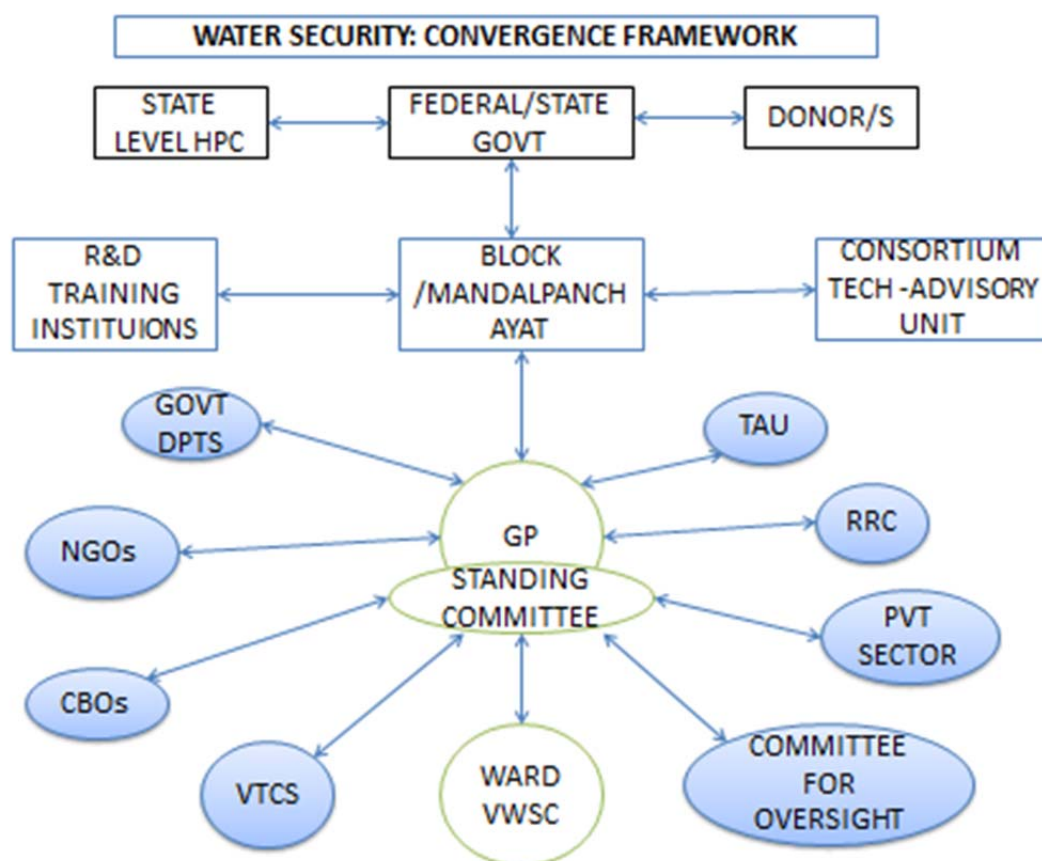 WATER SECURITY: CONVERGENCE FRAMEWORK
STATE
LEVEL HPC
FEDERAL/STATE
GOVT
DONOR/S
R&D
TRAINING
INSTITUIONS
BLOCK
/MANDALPANCH
AYAT
CONSORTIUM
TECH -ADVISORY
UNIT
GOVT
DPTS
TAU
NGOs
GP
RRC
STANDING
COMMITTEE
PVT
SECTOR
CBOs
VTCS
WARD
VWSC
COMMITTEE
FOR
OVERSIGHT